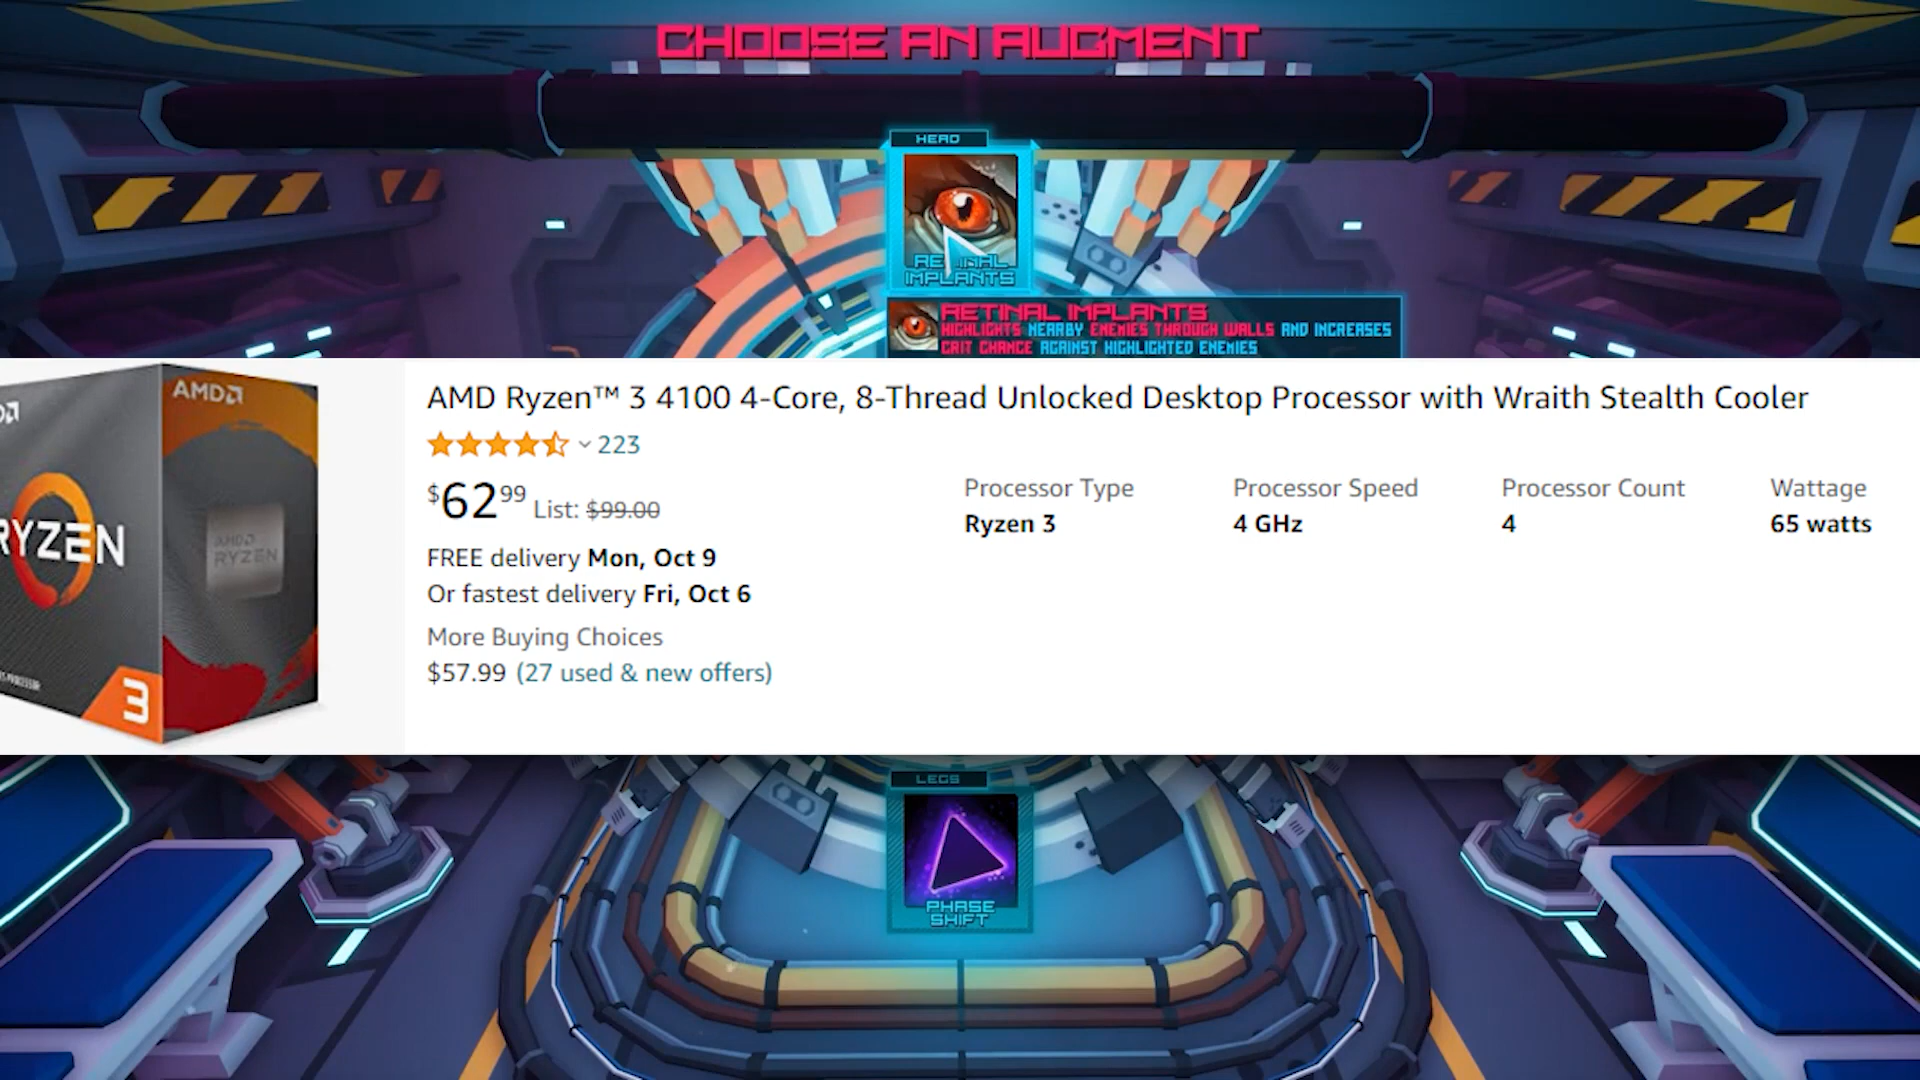 CHOOSE AN AUGMENT
HEAD
RETINAL
IMPLANTS
RETINAL IMPLANTS
HIGHLIGHTS NEARBY ENEMIES THROUGH WALLS AND INCREASES
CRIT CHANCE AGAINST HIGHLIGHTED ENEMIES
AMD
RYZEN
3
AMD
RYZEN
AMD Ryzen™ 3 4100 4-Core, 8-Thread Unlocked Desktop Processor with Wraith Stealth Cooler
223
$62.99 List: $99.00
FREE delivery Mon, Oct 9
Or fastest delivery Fri, Oct 6
More Buying Choices
$57.99 (27 used & new offers)
Processor Type
Ryzen 3
Processor Speed
4 GHz
Processor Count
4
Wattage
65 watts
LEGS
PHASE
SHIFT